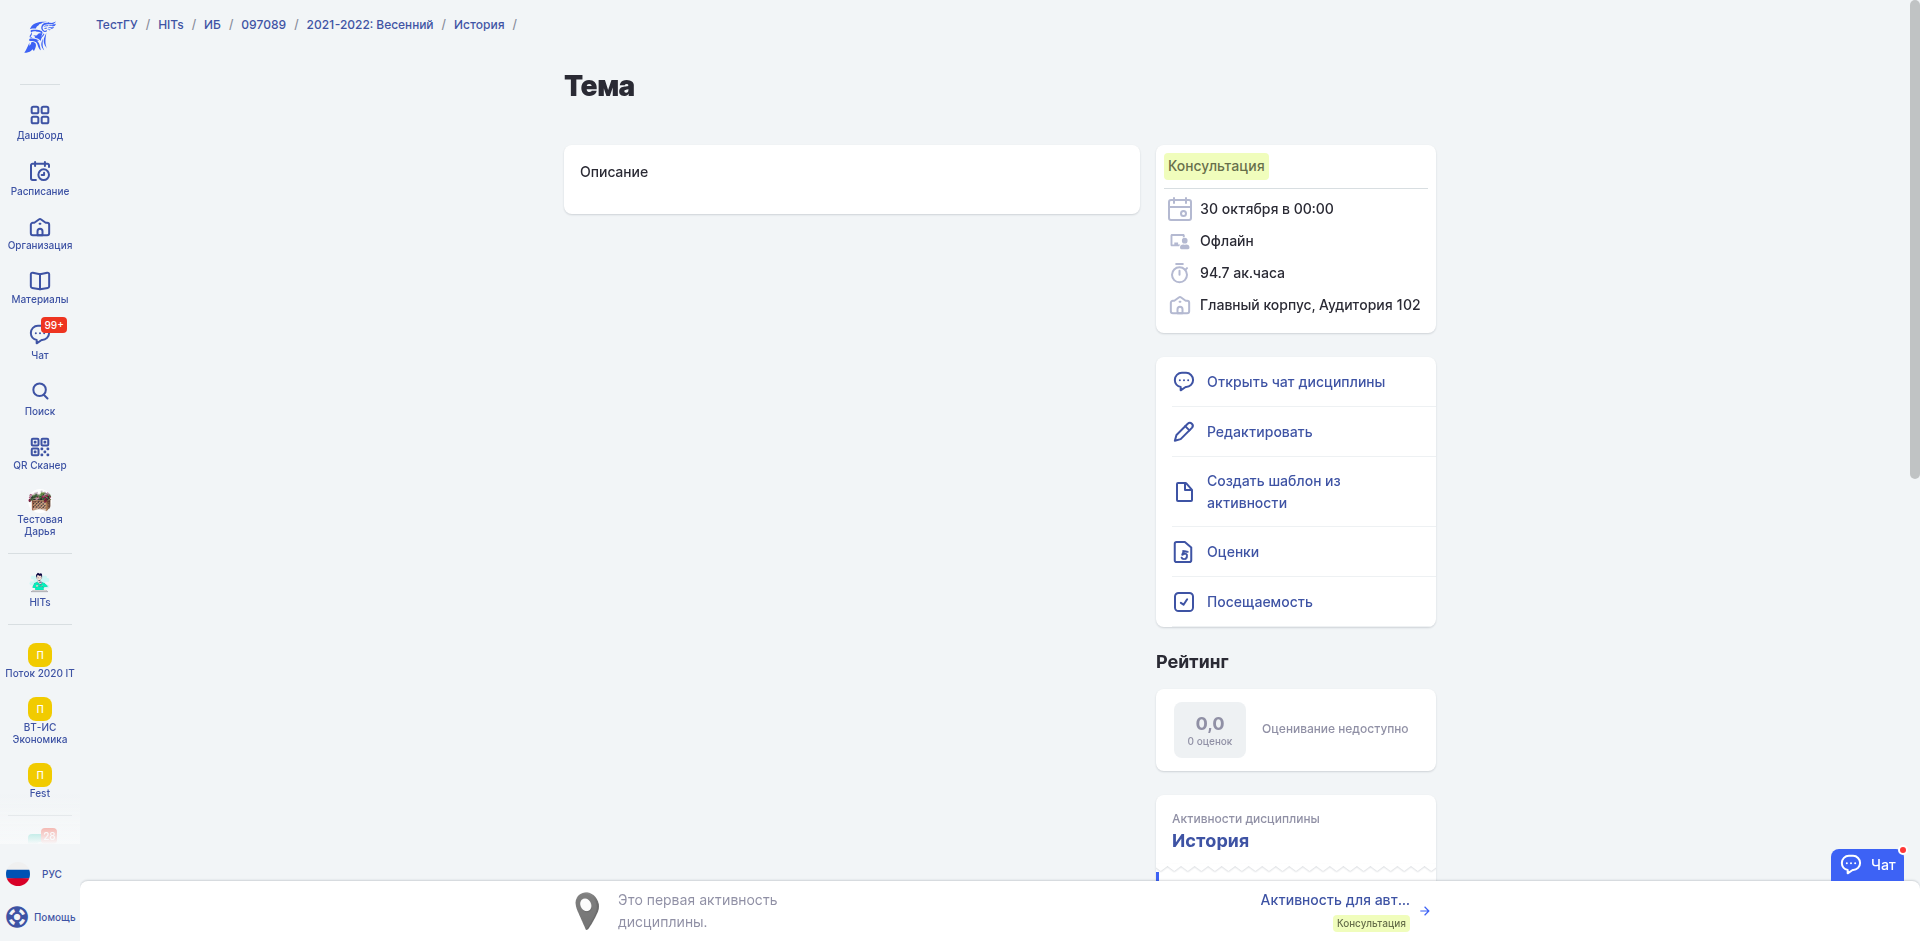 ТестГУ / HITs / ИБ / 097089 / 2021-2022: Весенний / История /
Дашборд
Расписание
Организация
Материалы
99+
Чат
Поиск
QR Сканер
Тестовая
Дарья
HITs
П
Поток 2020 IT
П
ВТ-ИС
Экономика
П
Fest
28
РУС
Помощь
Тема
Описание
Консультация
30 октября в 00:00
Офлайн
94.7 ак.часа
Главный корпус, Аудитория 102
Открыть чат дисциплины
Редактировать
Создать шаблон из
активности
5
Оценки
Посещаемость
Рейтинг
0,0
0 оценок
Оценивание недоступно
Активности дисциплины
История
Это первая активность
дисциплины.
Активность для авт...
Консультация
Чат